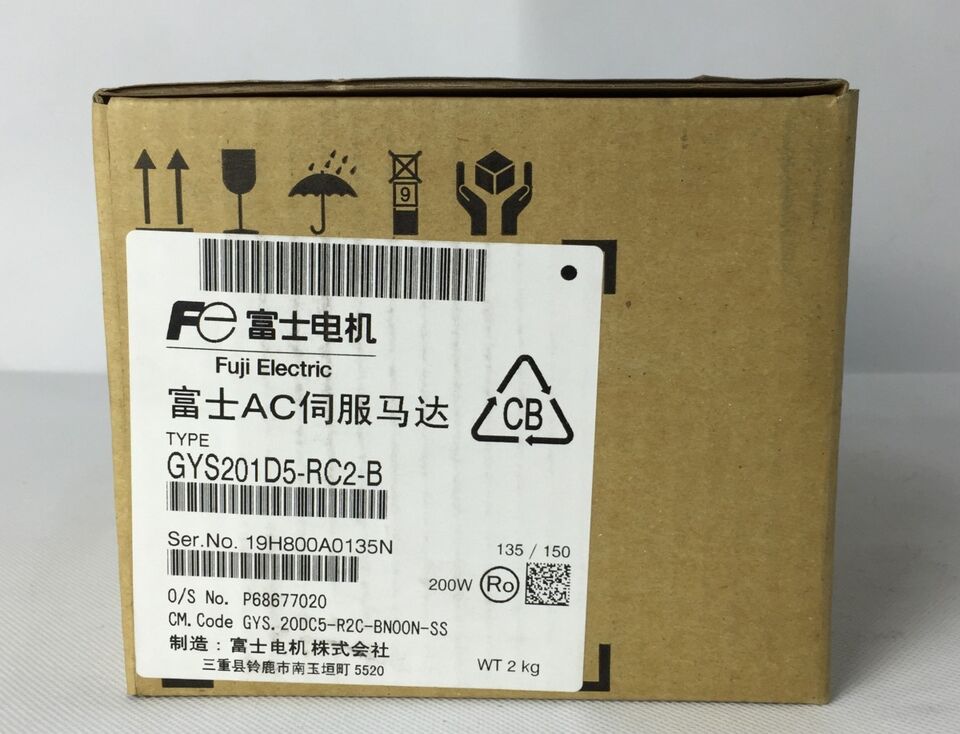 9
Fe 富士电机
Fuji Electric
富士AC伺服马达
CB
TYPE
GYS201D5-RC2-B
Ser.No. 19H800A0135N
135 / 150
200W Ro
O/S No. P68677020
CM.Code GYS.20DC5-R2C-BN00N-SS
制造：富士电机株式会社
三重县铃鹿市南玉垣町 5520
WT 2 kg